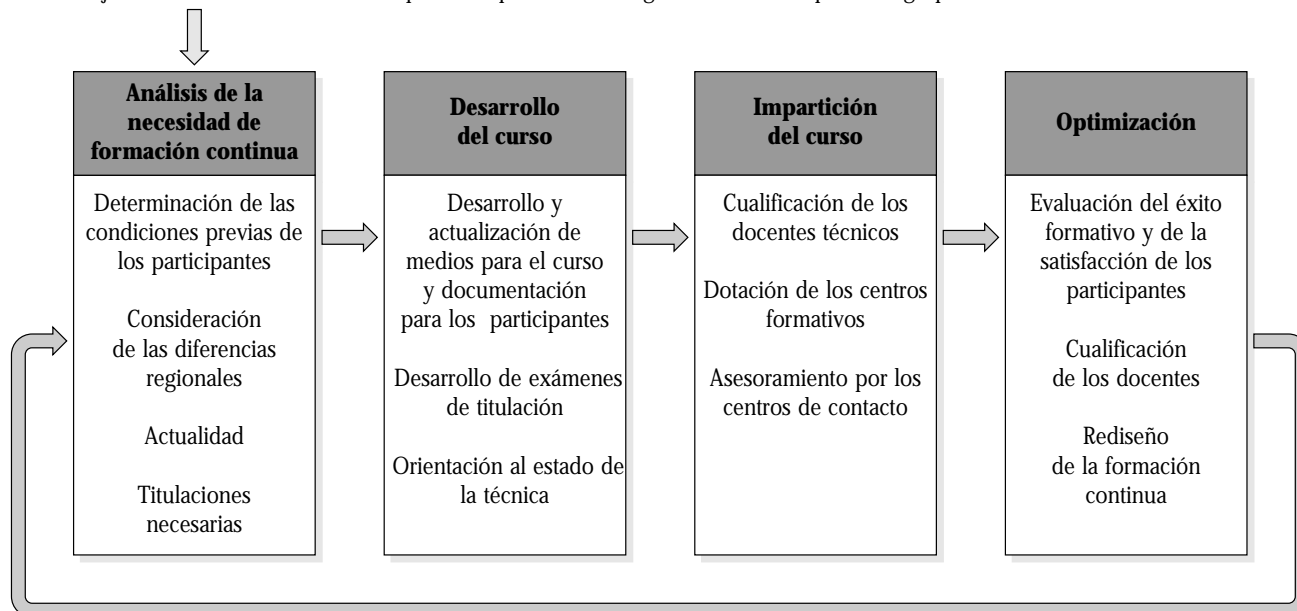 Análisis de la
necesidad de
formación continua
Determinación de las
condiciones previas de
los participantes
Consideración
de las diferencias
regionales
Actualidad
Titulaciones
necesarias
Desarrollo
del curso
Desarrollo y
actualización de
medios para el curso
y documentación
para los participantes
Desarrollo de exámenes
de titulación
Orientación al estado de
la técnica
Impartición
del curso
Cualificación de los
docentes técnicos
Dotación de los centros
formativos
Asesoramiento por los
centros de contacto
Optimización
Evaluación del éxito
formativo y de la
satisfacción de los
participantes
Cualificación
de los docentes
Rediseño
de la formación
continua